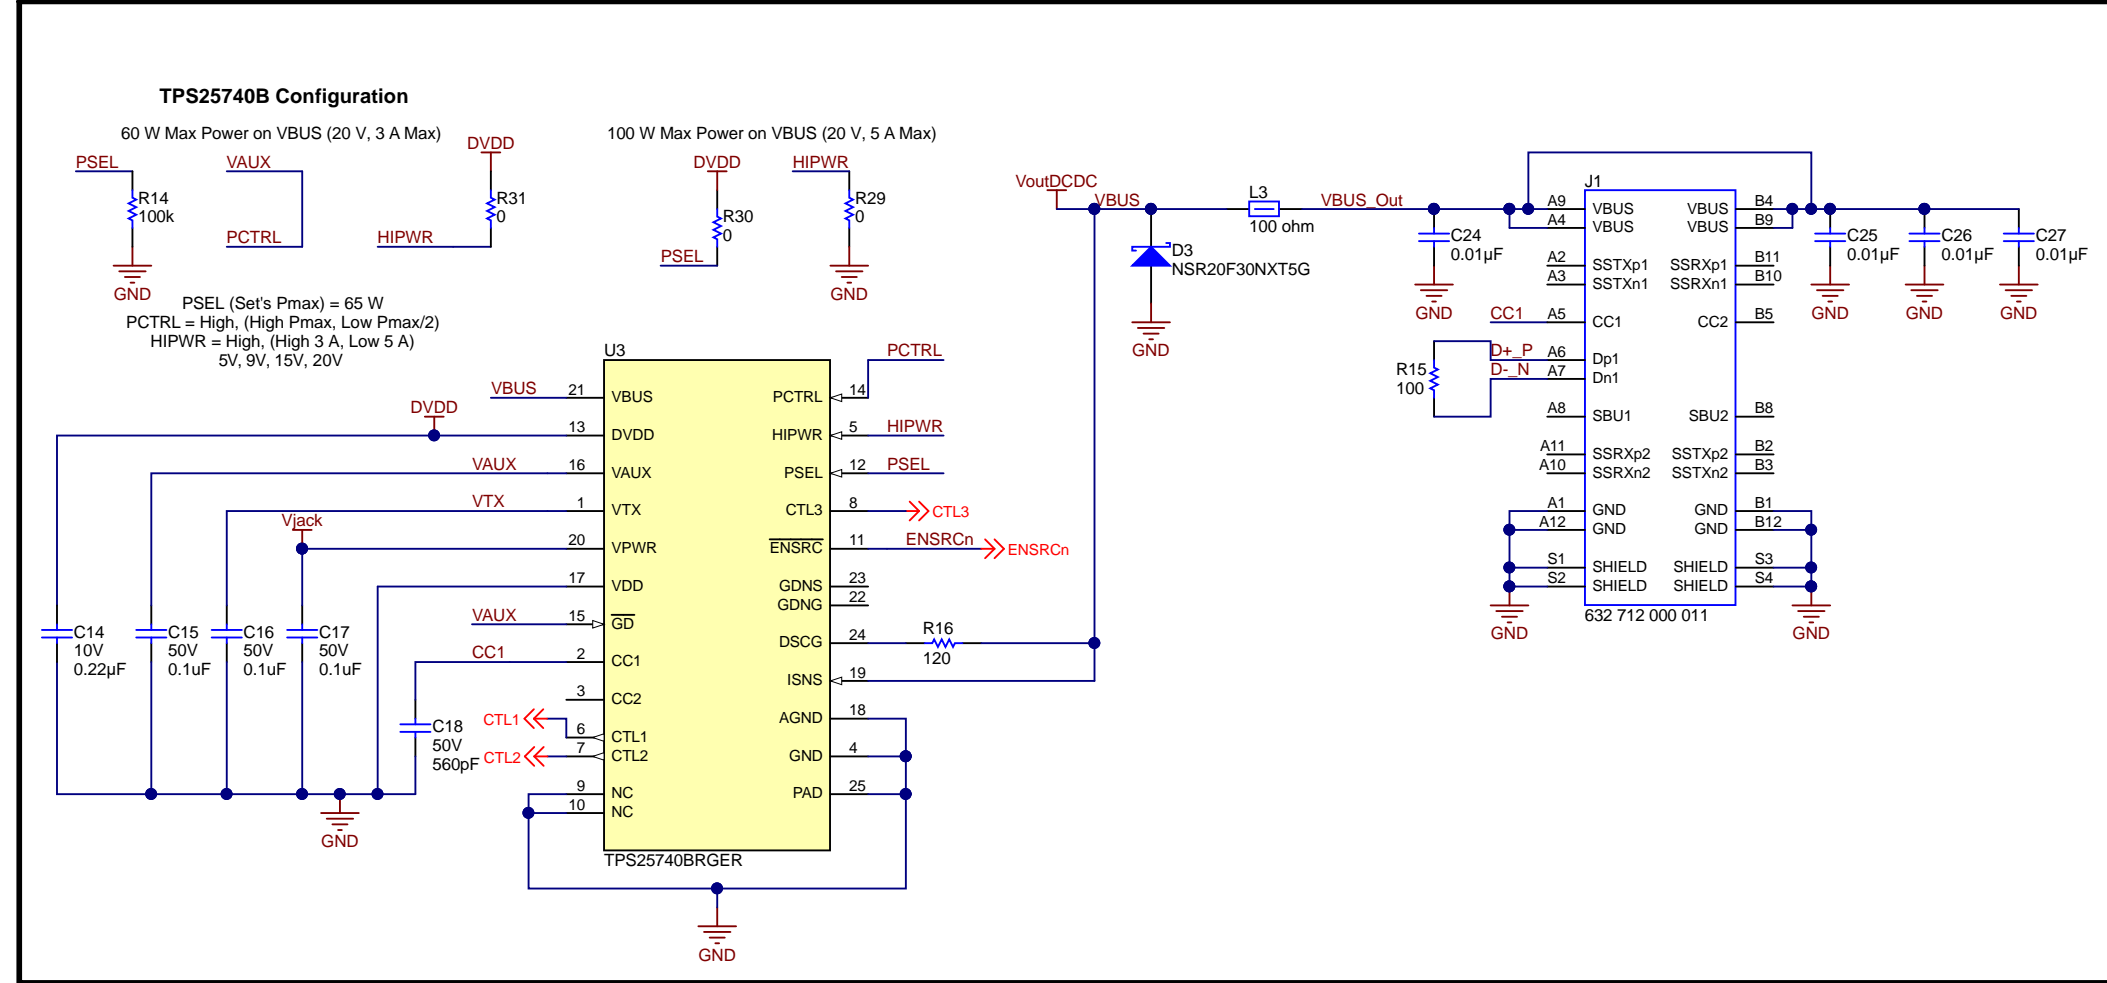 TPS25740B Configuration
60 W Max Power on VBUS (20 V, 3 A Max)
100 W Max Power on VBUS (20 V, 5 A Max)
PSEL
R14
100k
GND
VAUX
PCTRL
DVDD
R31
0
HIPWR
DVDD
R30
0
PSEL
HIPWR
R29
0
GND
PSEL (Set's Pmax) = 65 W
PCTRL = High, (High Pmax, Low Pmax/2)
HIPWR = High, (High 3 A, Low 5 A)
5V, 9V, 15V, 20V
U3
VBUS 21 VBUS
DVDD
13 DVDD
VAUX 16 VAUX
VTX 1 VTX
Vjack
20 VPWR
17 VDD
VAUX 15 GD
CC1 2 CC1
3 CC2
CTL1 6 CTL1
CTL2 7 CTL2
9 NC
10 NC
PCTRL 14 PCTRL
HIPWR 5 HIPWR
PSEL 12 PSEL
CTL3 8 CTL3
ENSRC 11 ENSRCn ENSRCn
GDNS 23
GDNG 22
DSCG 24
R16
120
ISNS 19
AGND 18
GND 4
PAD 25
TPS25740BRGER
GND
C14
10V
0.22µF
C15
50V
0.1uF
C16
50V
0.1uF
C17
50V
0.1uF
C18
50V
560pF
GND
VoutDCDC
VBUS
D3
NSR20F30NXT5G
GND
L3
100 ohm
VBUS_Out
C24
0.01µF
GND
J1
A9 VBUS VBUS B4
A4 VBUS VBUS B9
A2 SSTXp1 SSRXp1 B11
A3 SSTXn1 SSRXn1 B10
CC1 A5 CC1 CC2 B5
D+_P A6 Dp1
D-_N A7 Dn1
R15
100
A8 SBU1 SBU2 B8
A11 SSRXp2 SSTXp2 B2
A10 SSRXn2 SSTXn2 B3
A1 GND GND B1
A12 GND GND B12
S1 SHIELD SHIELD S3
S2 SHIELD SHIELD S4
632 712 000 011
GND
GND
C25
0.01µF
GND
C26
0.01µF
GND
C27
0.01µF
GND